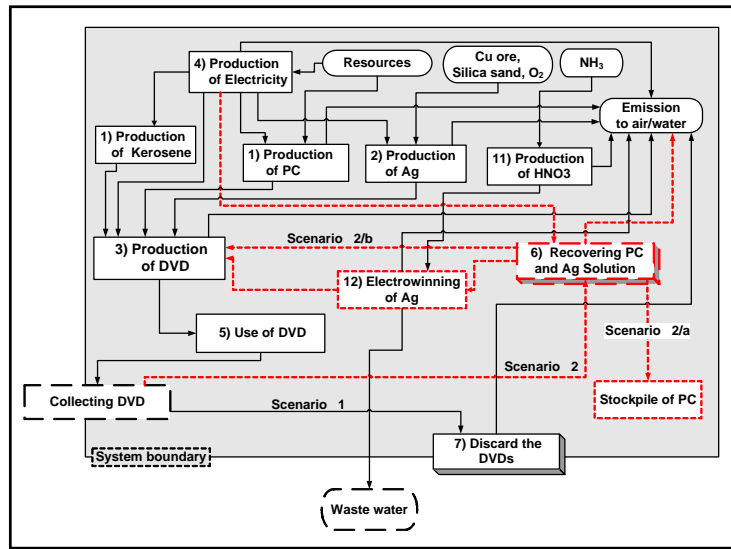 4) Production
of Electricity
Resources
Cu ore,
Silica sand, O2
NH3
Emission
to air/water
1) Production
of Kerosene
1) Production
of PC
2) Production
of Ag
11) Production
of HNO3
3) Production
of DVD
Scenario 2/b
6) Recovering PC
and Ag Solution
12) Electrowinning
of Ag
5) Use of DVD
Scenario 2/a
Scenario 2
Collecting DVD
Scenario 1
Stockpile of PC
7) Discard the
DVDs
System boundary
Waste water